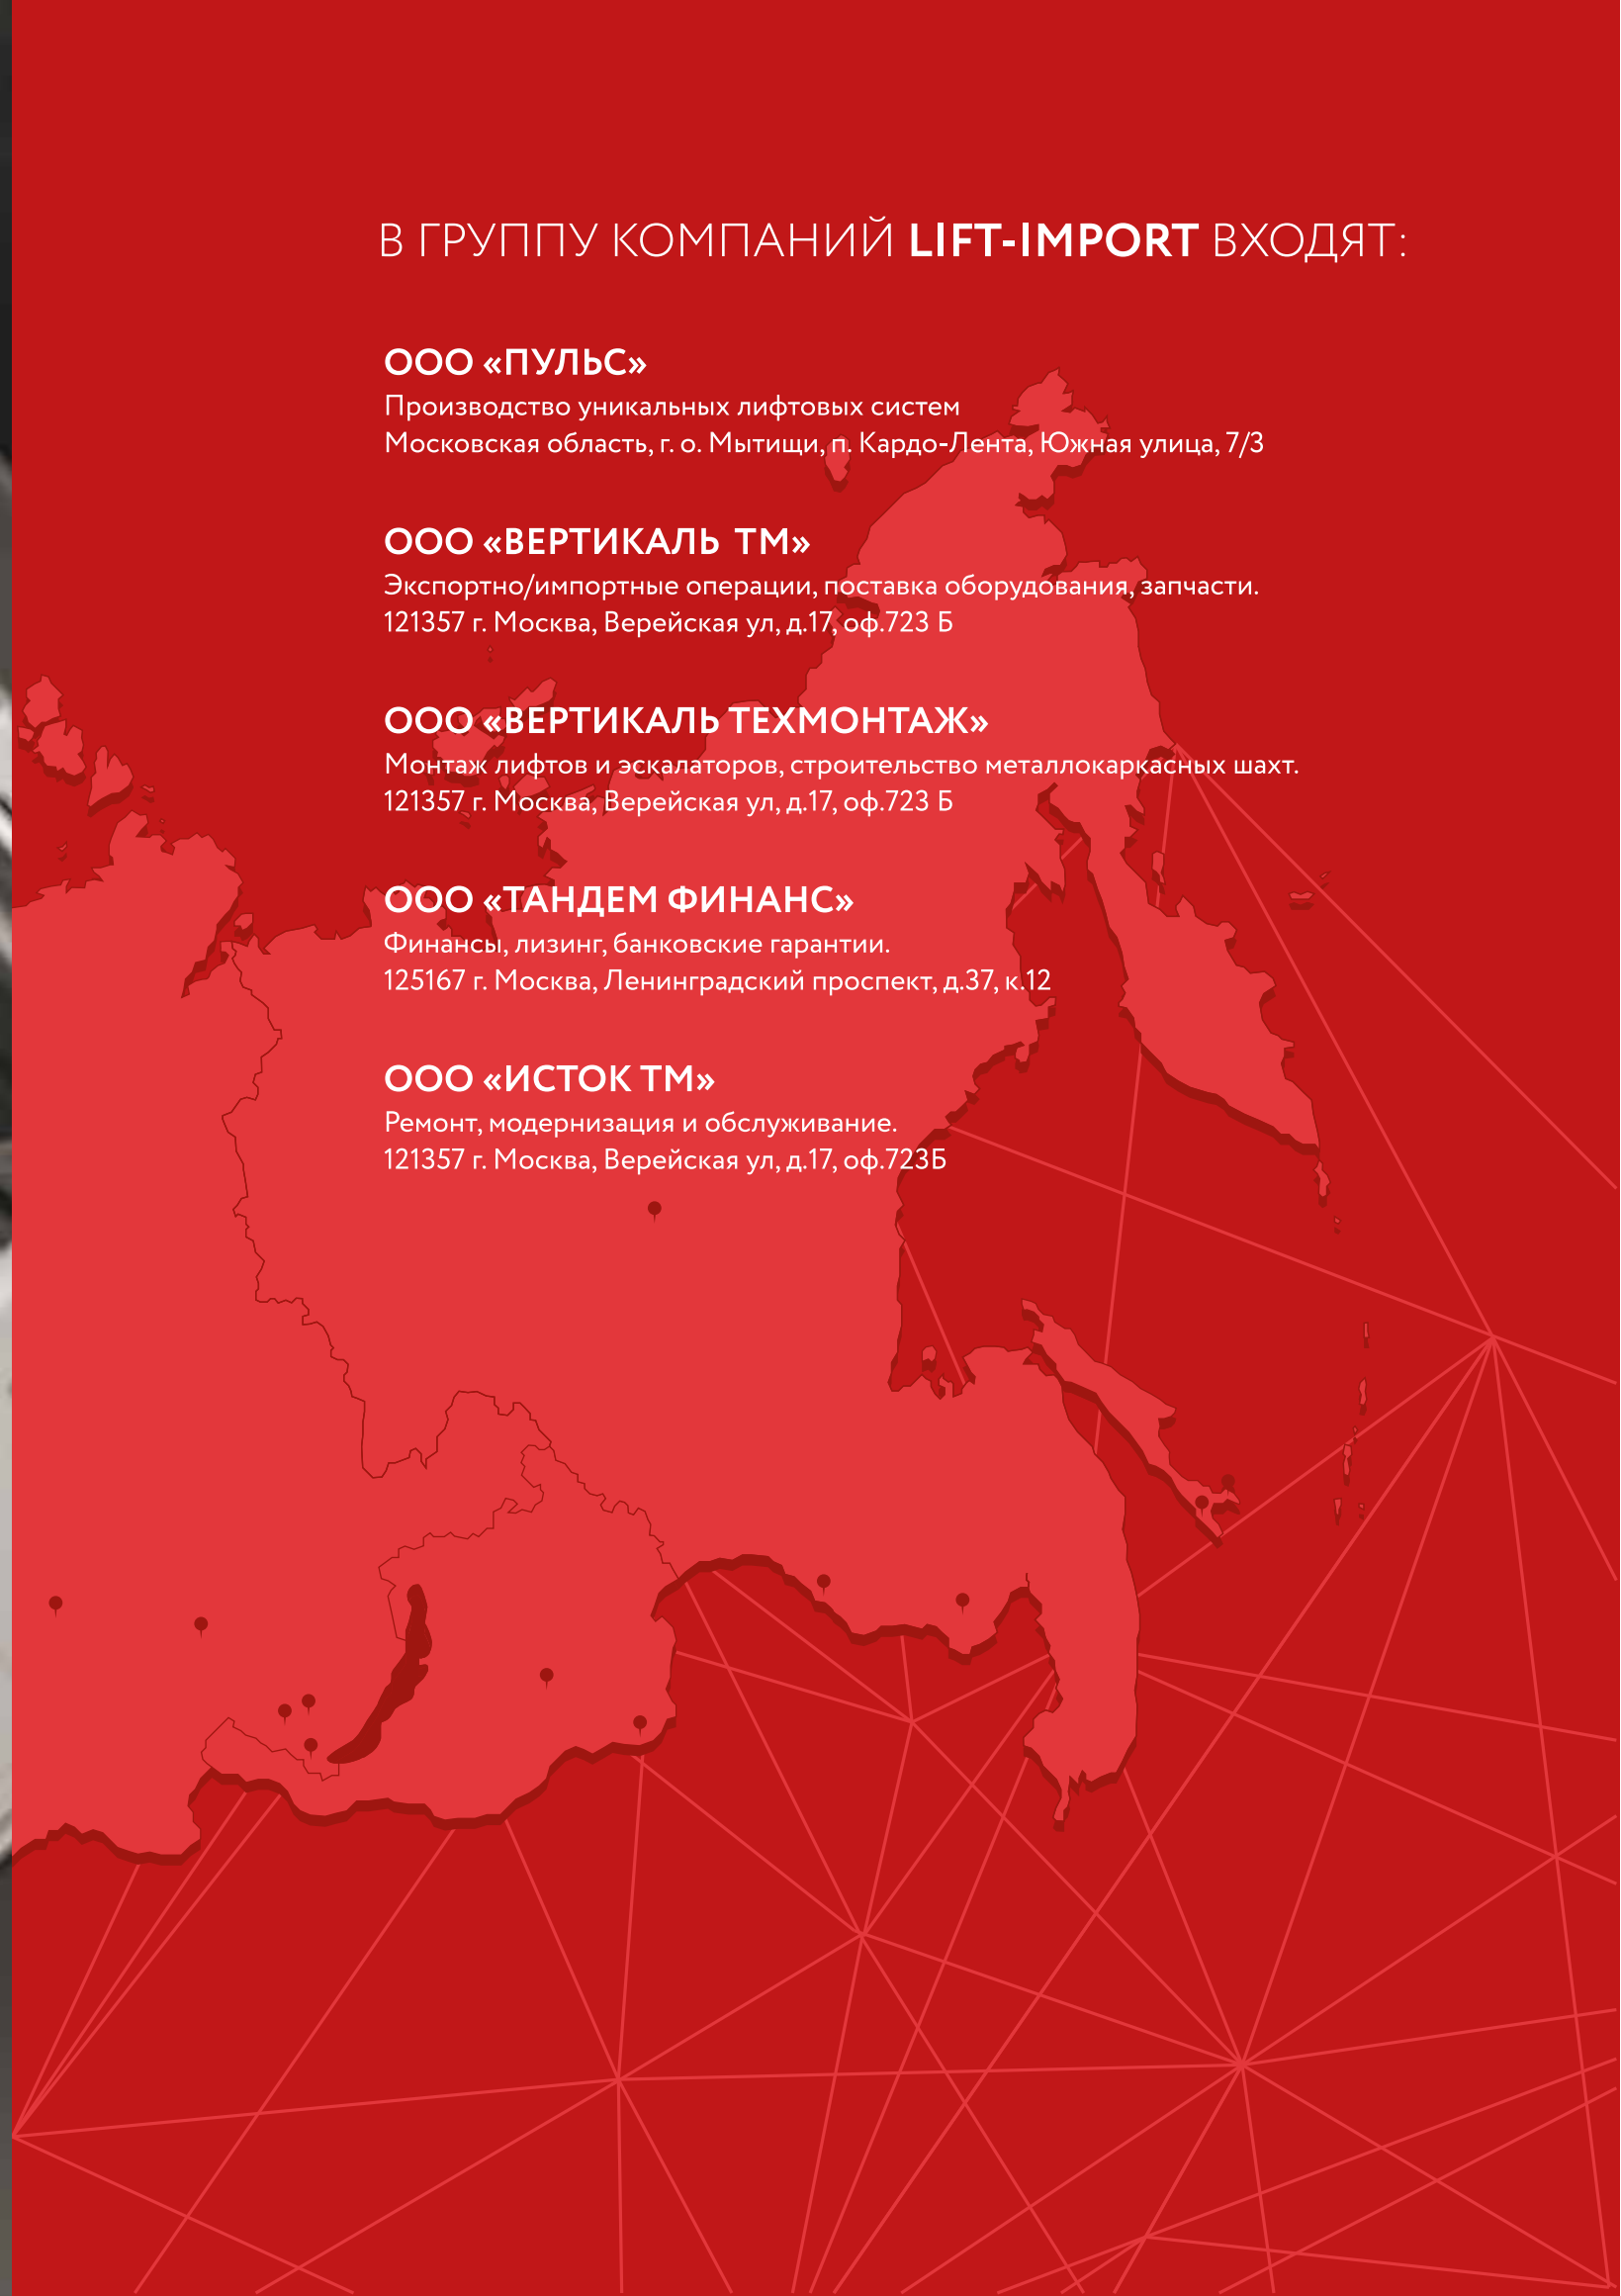 В ГРУППУ КОМПАНИЙ LIFT-IMPORT ВХОДЯТ:
ООО «ПУЛЬС»
Производство уникальных лифтовых систем
Московская область, г. о. Мытищи, п. Кардо-Лента, Южная улица, 7/3
ООО «ВЕРТИКАЛЬ ТМ»
Экспортно/импортные операции, поставка оборудования, запчасти.
121357 г. Москва, Верейская ул, д.17, оф.723 Б
ООО «ВЕРТИКАЛЬ ТЕХМОНТАЖ»
Монтаж лифтов и эскалаторов, строительство металлокаркасных шахт.
121357 г. Москва, Верейская ул, д.17, оф.723 Б
ООО «ТАНДЕМ ФИНАНС»
Финансы, лизинг, банковские гарантии.
125167 г. Москва, Ленинградский проспект, д.37, к.12
ООО «ИСТОК ТМ»
Ремонт, модернизация и обслуживание.
121357 г. Москва, Верейская ул, д.17, оф.723Б